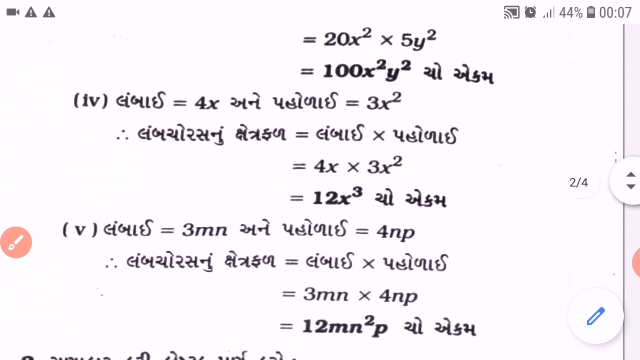 44% 00:07
= 20x² × 5y²
= 100x²y² ચો એકમ
(iv) લંબાઈ = 4x અને પહોળાઈ = 3x²
∴ લંબચોરસનું ક્ષેત્રફળ = લંબાઈ × પહોળાઈ
= 4x × 3x²
= 12x³ ચો એકમ
2/4
(v) લંબાઈ = 3mn અને પહોળાઈ = 4np
∴ લંબચોરસનું ક્ષેત્રફળ = લંબાઈ × પહોળાઈ
= 3mn × 4np
= 12mn²p ચો એકમ